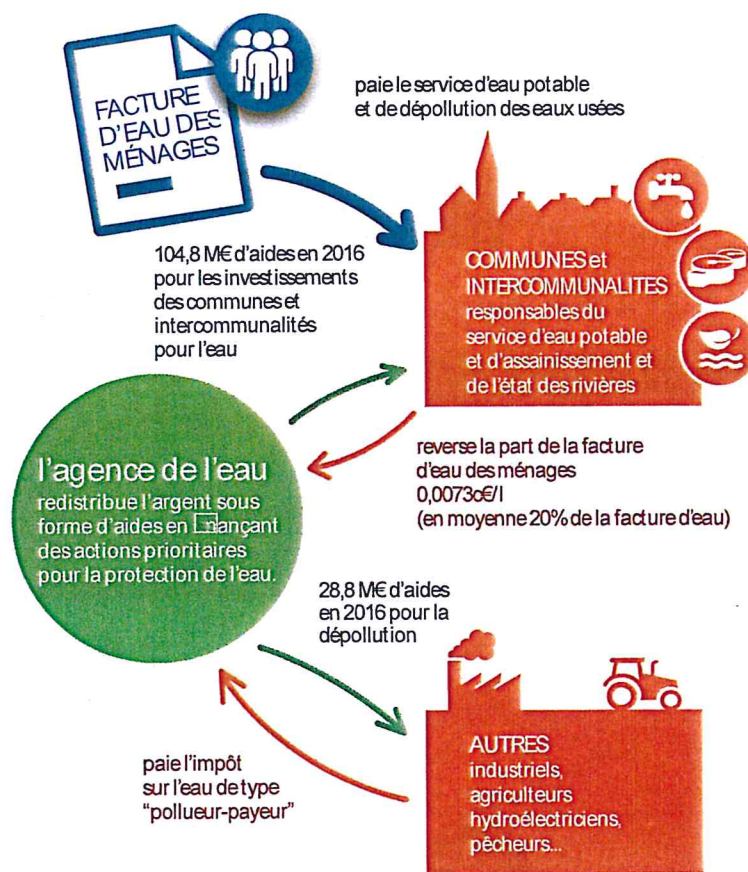 FACTURE
D'EAU DES
MÉNAGES
paie le service d'eau potable
et de dépollution des eaux usées
104,8 M€ d'aides en 2016
pour les investissements
des communes et
intercommunalités
pour l'eau
COMMUNES et
INTERCOMMUNALITES
responsables du
service d'eau potable
et d'assainissement et
de l'état des rivières
l'agence de l'eau
redistribue l'argent sous
forme d'aides en nançant
des actions prioritaires
pour la protection de l'eau.
reverse la part de la facture
d'eau des ménages
0,0073c€/l
(en moyenne 20% de la facture d'eau)
28,8 M€ d'aides
en 2016 pour la
dépollution
paie l'impôt
sur l'eau de type
"pollueur-payeur"
AUTRES
industriels,
agriculteurs
hydroélectriciens,
pêcheurs...